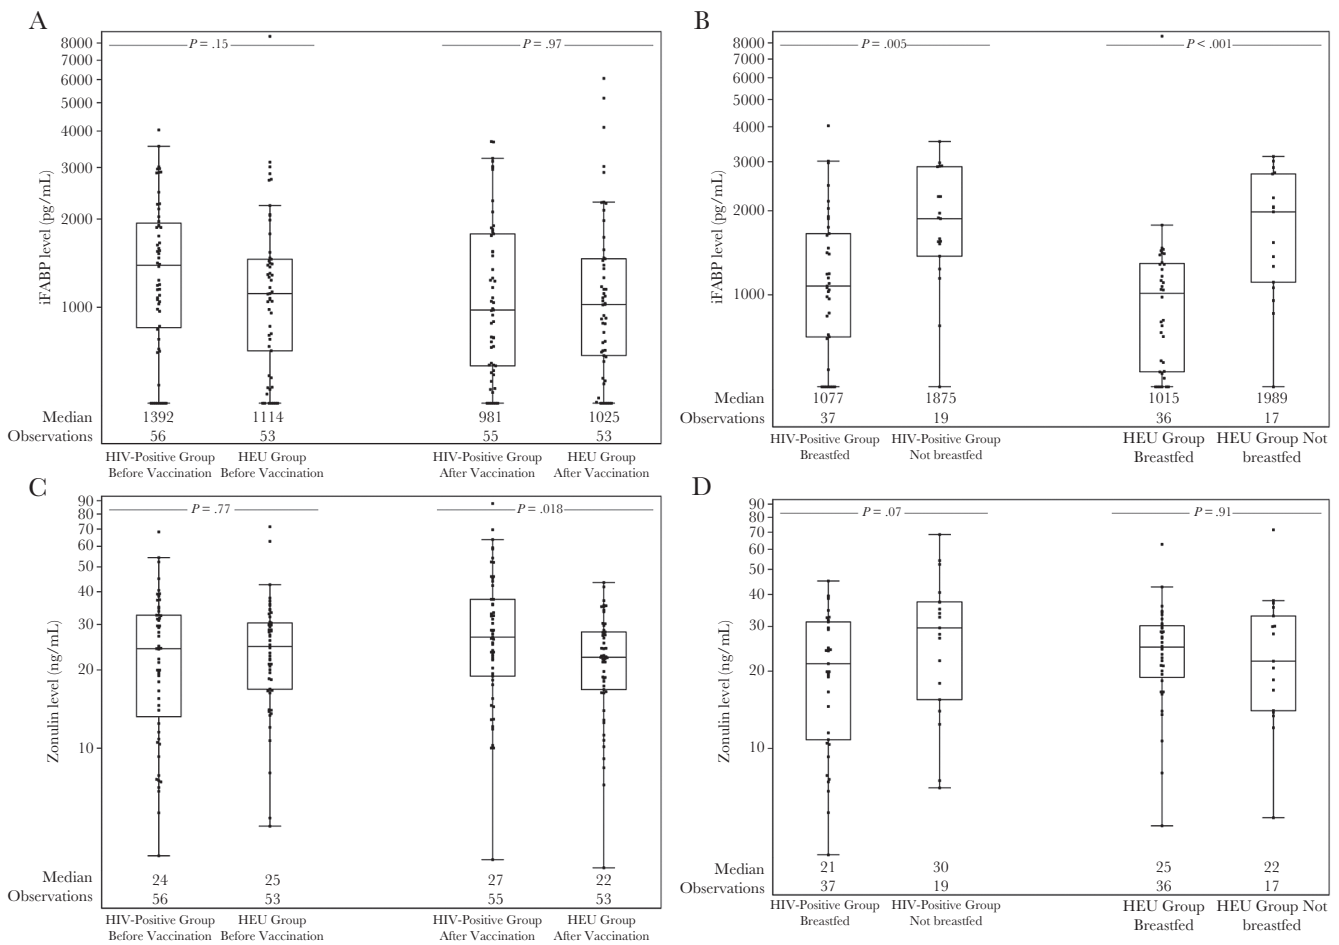 A
8000
6000
5000
4000
3000
2000
1000
iFABP level (pg/mL)
P = .15
P = .97
Median
1392
1114
981
1025
Observations
56
53
55
53
HIV-Positive Group
Before Vaccination
HEU Group
Before Vaccination
HIV-Positive Group
After Vaccination
HEU Group
After Vaccination
B
8000
7000
6000
5000
4000
3000
2000
1000
iFABP level (pg/mL)
P = .005
P < .001
Median
1077
1875
1015
1989
Observations
37
19
36
17
HIV-Positive Group
Breastfed
HIV-Positive Group
Not breastfed
HEU Group
Breastfed
HEU Group Not
breastfed
C
90
80
70
60
50
40
30
20
10
Zonulin level (ng/mL)
P = .77
P = .018
Median
24
25
27
22
Observations
56
53
55
53
HIV-Positive Group
Before Vaccination
HEU Group
Before Vaccination
HIV-Positive Group
After Vaccination
HEU Group
After Vaccination
D
90
80
70
60
50
40
30
20
10
Zonulin level (ng/mL)
P = .07
P = .91
Median
21
30
25
22
Observations
37
19
36
17
HIV-Positive Group
Breastfed
HIV-Positive Group
Not breastfed
HEU Group
Breastfed
HEU Group Not
breastfed